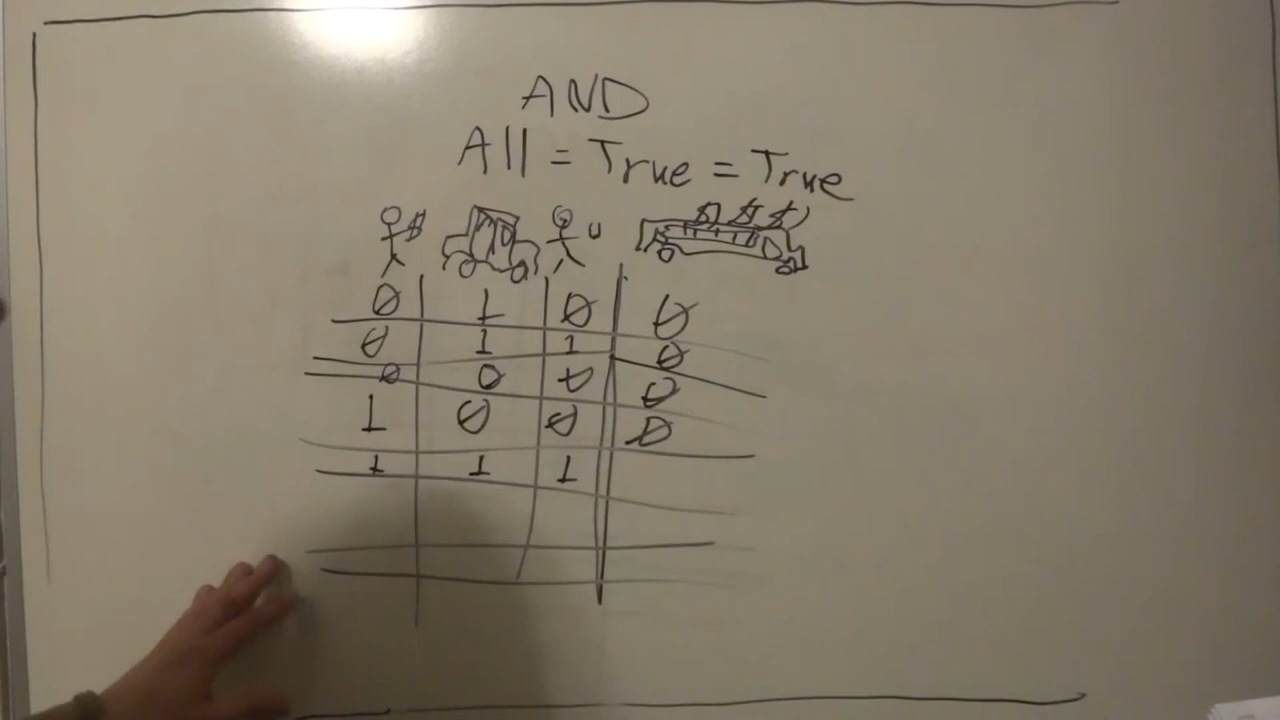 AND
All = True = True
$ U $ $ $
0 1 0 0
0 1 1 0
0 0 0 0
1 0 0 0
1 1 1